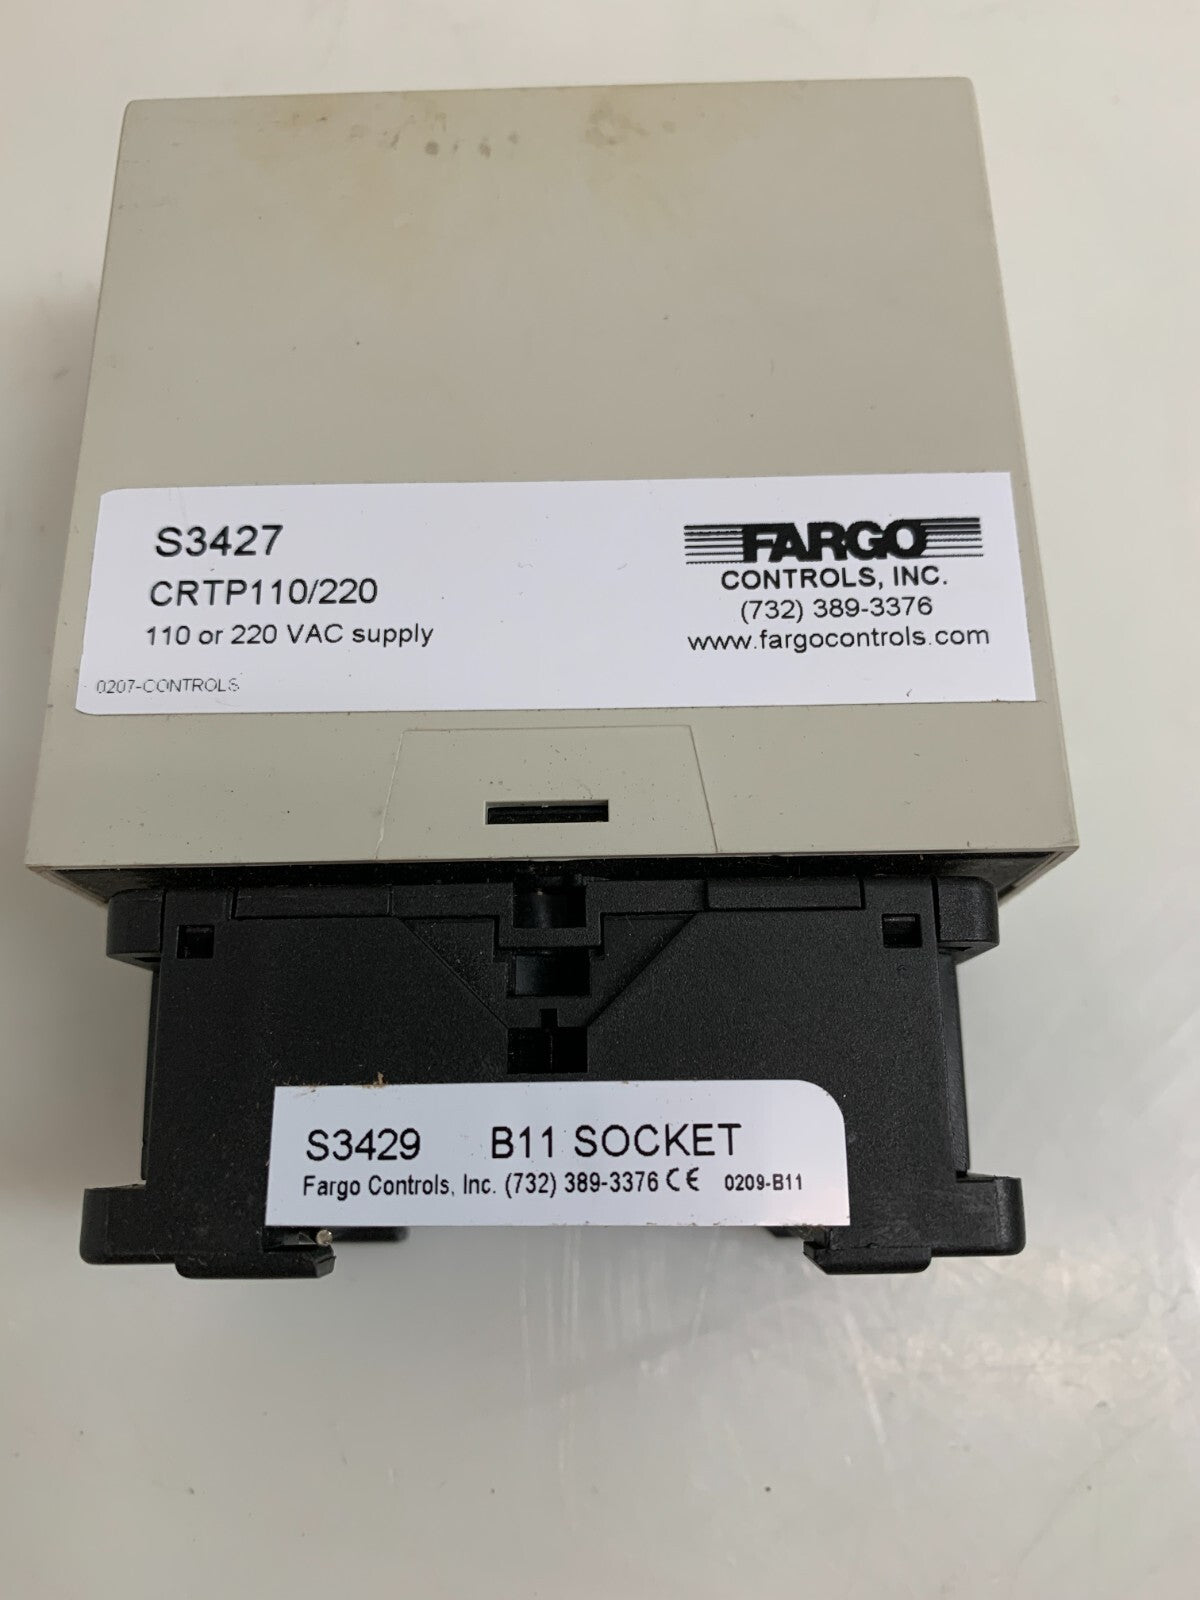 S3427
CRTP110/220
110 or 220 VAC supply
0207-CONTROLS
FARGO
CONTROLS, INC.
(732) 389-3376
www.fargocontrols.com
S3429 B11 SOCKET
Fargo Controls, Inc. (732) 389-3376 CE 0209-B11